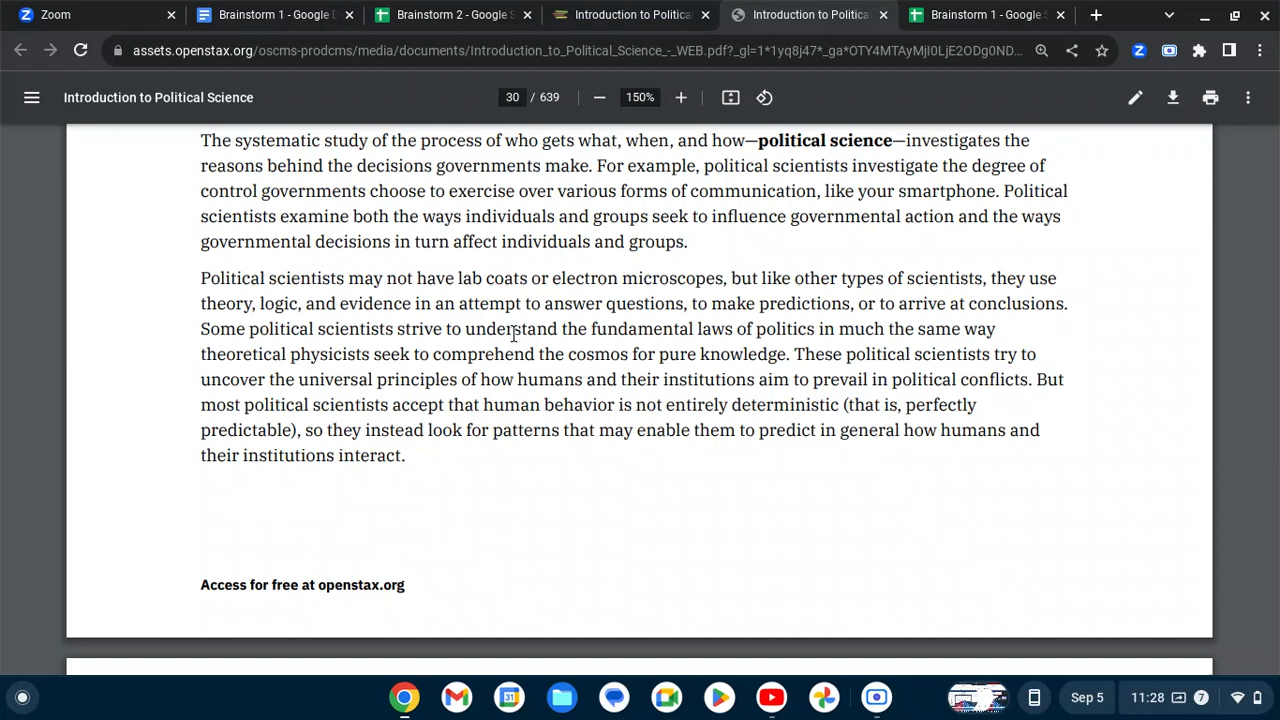 Zoom
Brainstorm 1 - Google D
Brainstorm 2 - Google S
Introduction to Politica
Introduction to Politica
Brainstorm 1 - Google S
assets.openstax.org/oscms-prodcms/media/documents/Introduction_to_Political_Science_-_WEB.pdf?_gl=1*1yq8j47*_ga*OTY4MTAyMjI0LjE2ODg0ND...
Introduction to Political Science
30 / 639
150%
The systematic study of the process of who gets what, when, and how—political science—investigates the
reasons behind the decisions governments make. For example, political scientists investigate the degree of
control governments choose to exercise over various forms of communication, like your smartphone. Political
scientists examine both the ways individuals and groups seek to influence governmental action and the ways
governmental decisions in turn affect individuals and groups.
Political scientists may not have lab coats or electron microscopes, but like other types of scientists, they use
theory, logic, and evidence in an attempt to answer questions, to make predictions, or to arrive at conclusions.
Some political scientists strive to understand the fundamental laws of politics in much the same way
theoretical physicists seek to comprehend the cosmos for pure knowledge. These political scientists try to
uncover the universal principles of how humans and their institutions aim to prevail in political conflicts. But
most political scientists accept that human behavior is not entirely deterministic (that is, perfectly
predictable), so they instead look for patterns that may enable them to predict in general how humans and
their institutions interact.
Access for free at openstax.org
31
Sep 5
11:28
7